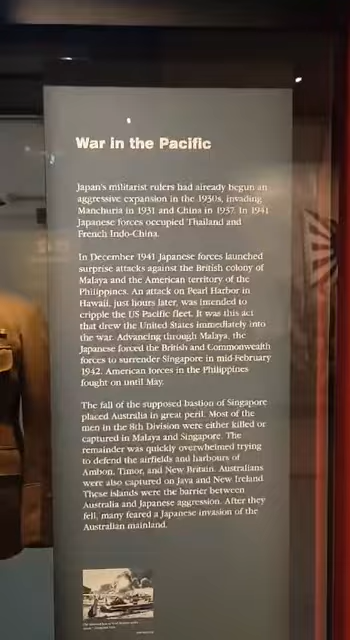 War in the Pacific
Japan's militarist rulers had already begun an
aggressive expansion in the 1930s, invading
Manchuria in 1931 and China in 1937. In 1941
Japanese forces occupied Thailand and
French Indo-China.
In December 1941 Japanese forces launched
surprise attacks against the British colony of
Malaya and the American territory of the
Philippines. An attack on Pearl Harbor in
Hawaii, just hours later, was intended to
cripple the US Pacific fleet. It was this act
that drew the United States immediately into
the war. Advancing through Malaya, the
Japanese forced the British and Commonwealth
forces to surrender Singapore in mid-February
1942. American forces in the Philippines
fought on until May.
The fall of the supposed bastion of Singapore
placed Australia in great peril. Most of the
men in the 8th Division were either killed or
captured in Malaya and Singapore. The
remainder was quickly overwhelmed trying
to defend the airfields and harbours of
Ambon, Timor, and New Britain. Australians
were also captured on Java and New Ireland
These islands were the barrier between
Australia and Japanese aggression. After they
fell, many feared a Japanese invasion of the
Australian mainland.